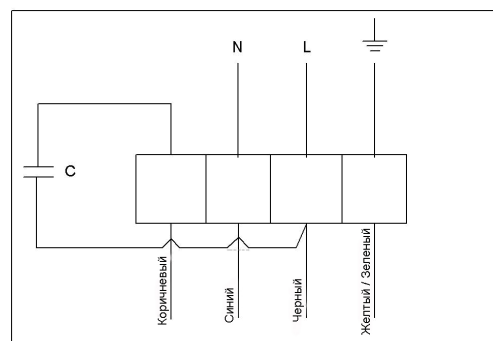 N
L
C
Коричневый
Синий
Черный
Желтый / Зеленый